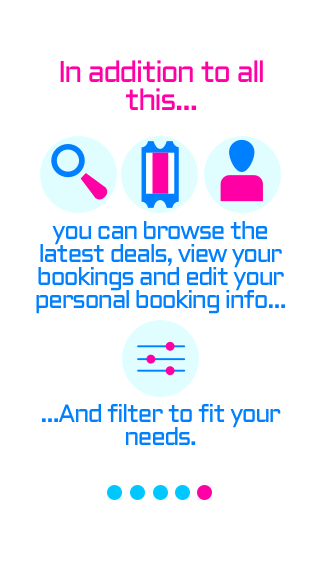 In addition to all
this...
you can browse the
latest deals, view your
bookings and edit your
personal booking info...
...And filter to fit your
needs.